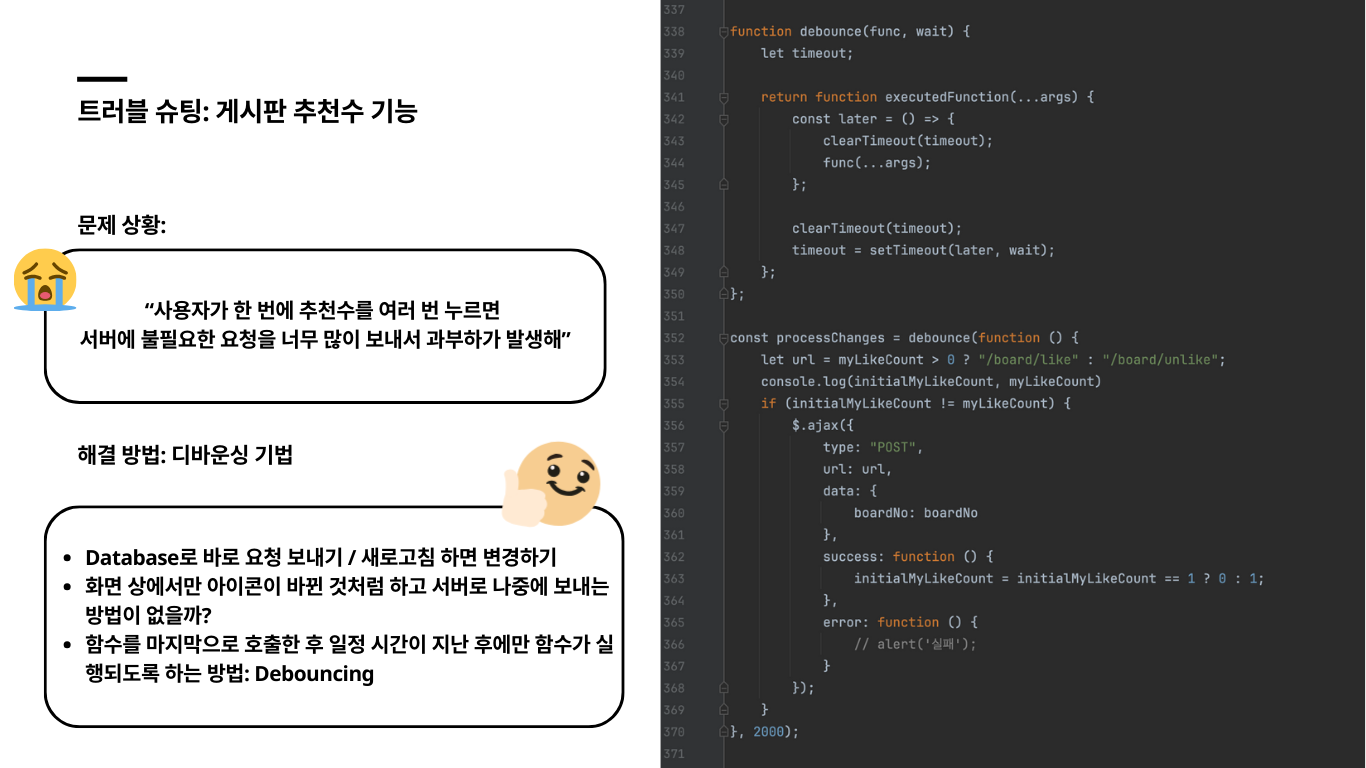 트러블 슈팅: 게시판 추천수 기능
문제 상황:
“사용자가 한 번에 추천수를 여러 번 누르면
서버에 불필요한 요청을 너무 많이 보내서 과부하가 발생해”
해결 방법: 디바운싱 기법
• Database로 바로 요청 보내기 / 새로고침 하면 변경하기
• 화면 상에서만 아이콘이 바뀐 것처럼 하고 서버로 나중에 보내는
방법이 없을까?
• 함수를 마지막으로 호출한 후 일정 시간이 지난 후에만 함수가 실
행되도록 하는 방법: Debouncing
337
338 function debounce(func, wait) {
339 let timeout;
340
341 return function executedFunction(...args) {
342 const later = () => {
343 clearTimeout(timeout);
344 func(...args);
345 };
346
347 clearTimeout(timeout);
348 timeout = setTimeout(later, wait);
349 };
350 };
351
352 const processChanges = debounce(function () {
353 let url = myLikeCount > 0 ? "/board/like" : "/board/unlike";
354 console.log(initialMyLikeCount, myLikeCount)
355 if (initialMyLikeCount != myLikeCount) {
356 $.ajax({
357 type: "POST",
358 url: url,
359 data: {
360 boardNo: boardNo
361 },
362 success: function () {
363 initialMyLikeCount = initialMyLikeCount == 1 ? 0 : 1;
364 },
365 error: function () {
366 // alert('실패');
367 }
368 });
369 }
370 }, 2000);
371